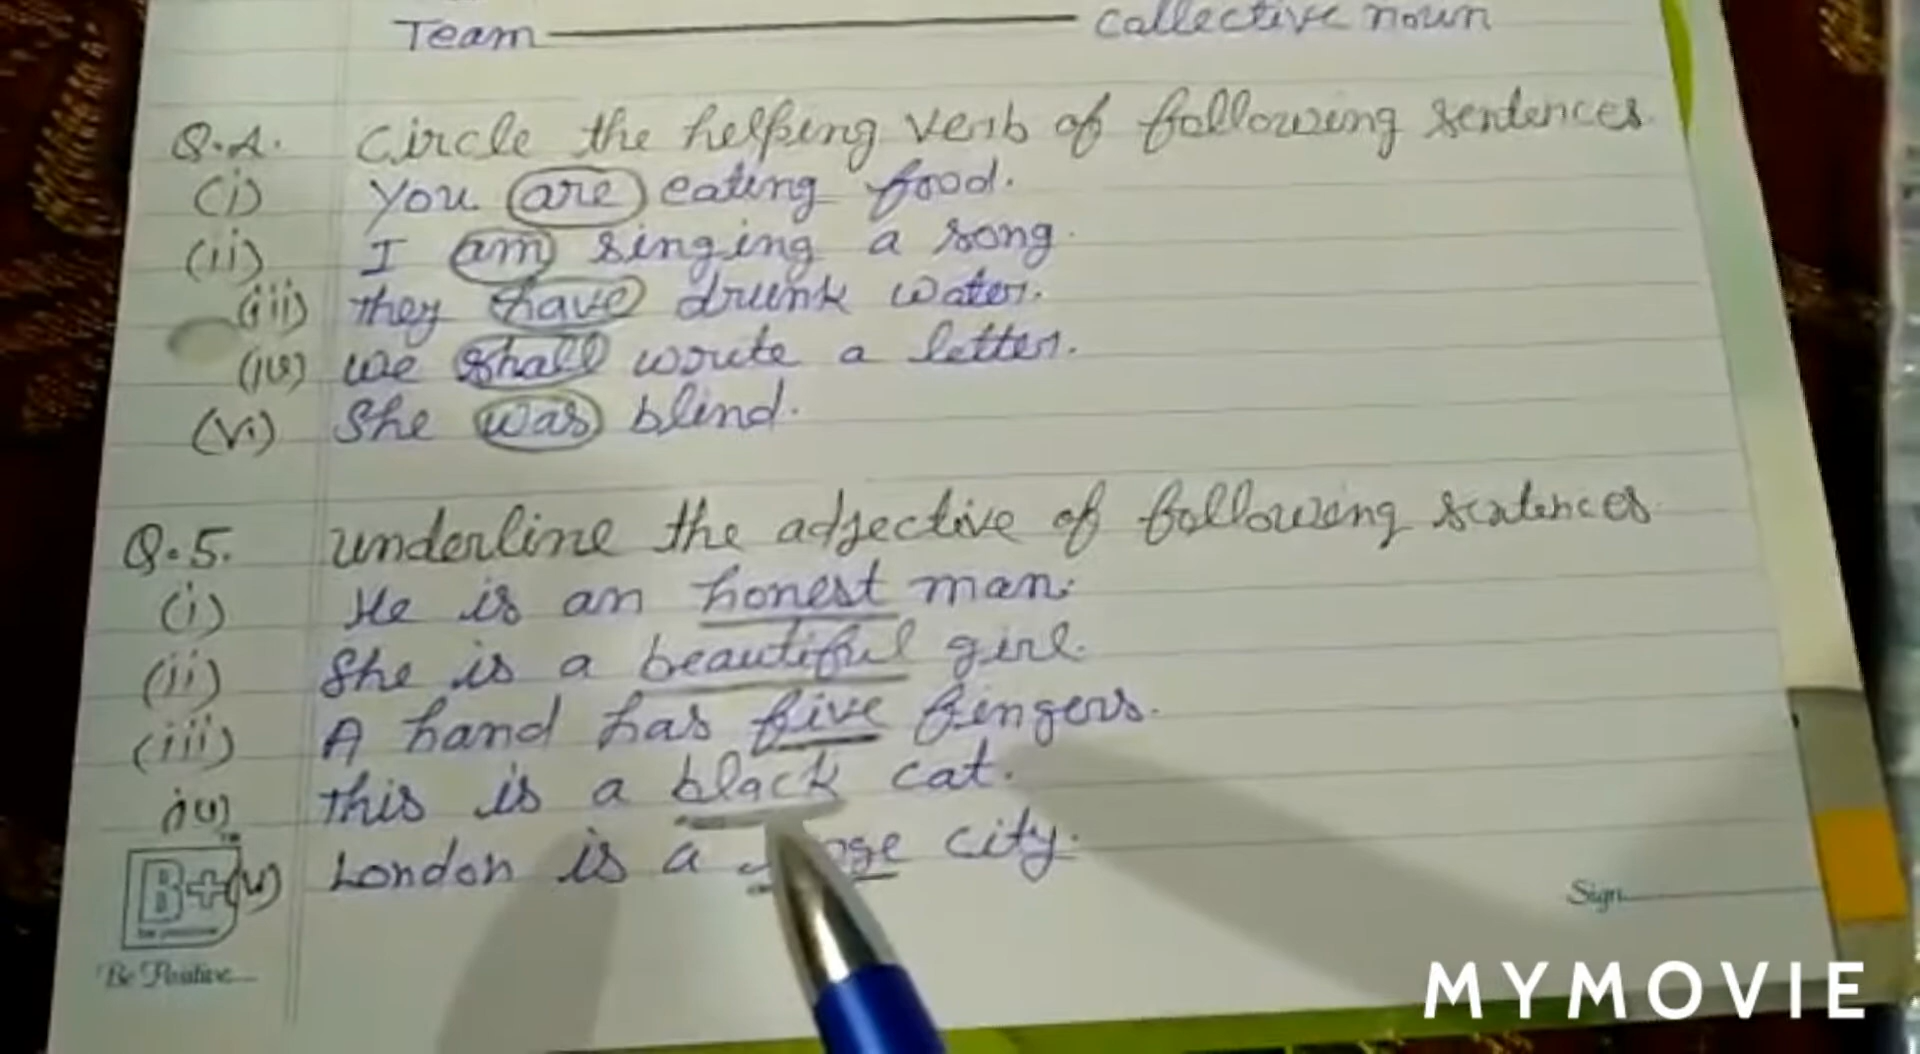 Team ——— callective noun
Q.4. Circle the helping verb of following sentences
(i) You are eating food.
(ii) I am singing a song.
(iii) They have drunk water.
(iv) we shall write a letter.
(vi) She was blind.
Q.5. underline the adjective of following sentences
(i) He is an honest man.
(ii) She is a beautiful girl.
(iii) A hand has five fingers.
iv) This is a black cat.
(v) London is a city.
B+
Be Positive
Sign
MYMOVIE